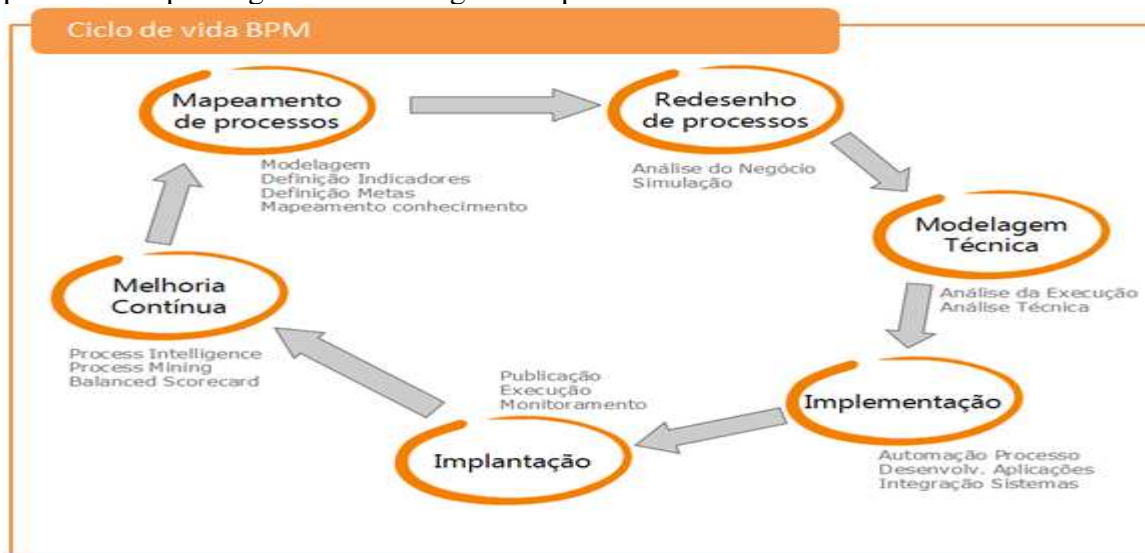 Ciclo de vida BPM
Mapeamento
de processos
Modelagem
Definição Indicadores
Definição Metas
Mapeamento conhecimento
Redesenho
de processos
Análise do Negócio
Simulação
Modelagem
Técnica
Análise da Execução
Análise Técnica
Implementação
Automação Processo
Desenvolv. Aplicações
Integração Sistemas
Publicação
Execução
Monitoramento
Implantação
Melhoria
Contínua
Process Intelligence
Process Mining
Balanced Scorecard